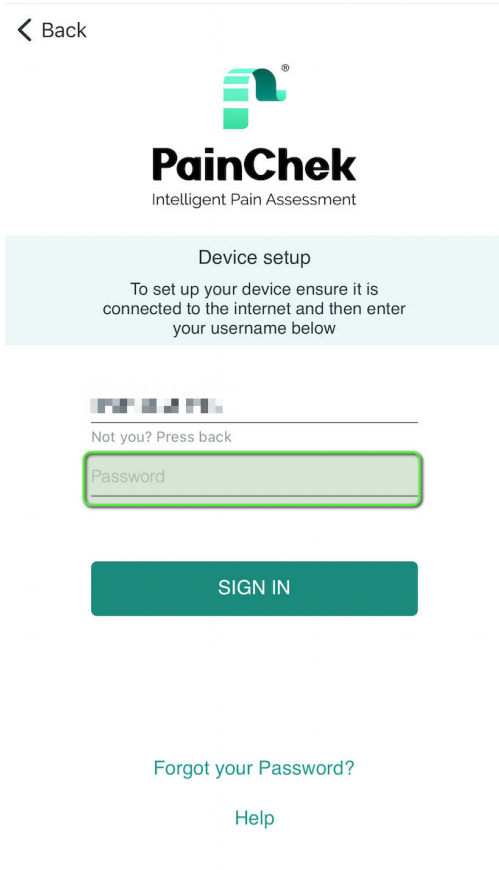 Back
®
PainChek
Intelligent Pain Assessment
Device setup
To set up your device ensure it is
connected to the internet and then enter
your username below
Not you? Press back
Password
SIGN IN
Forgot your Password?
Help